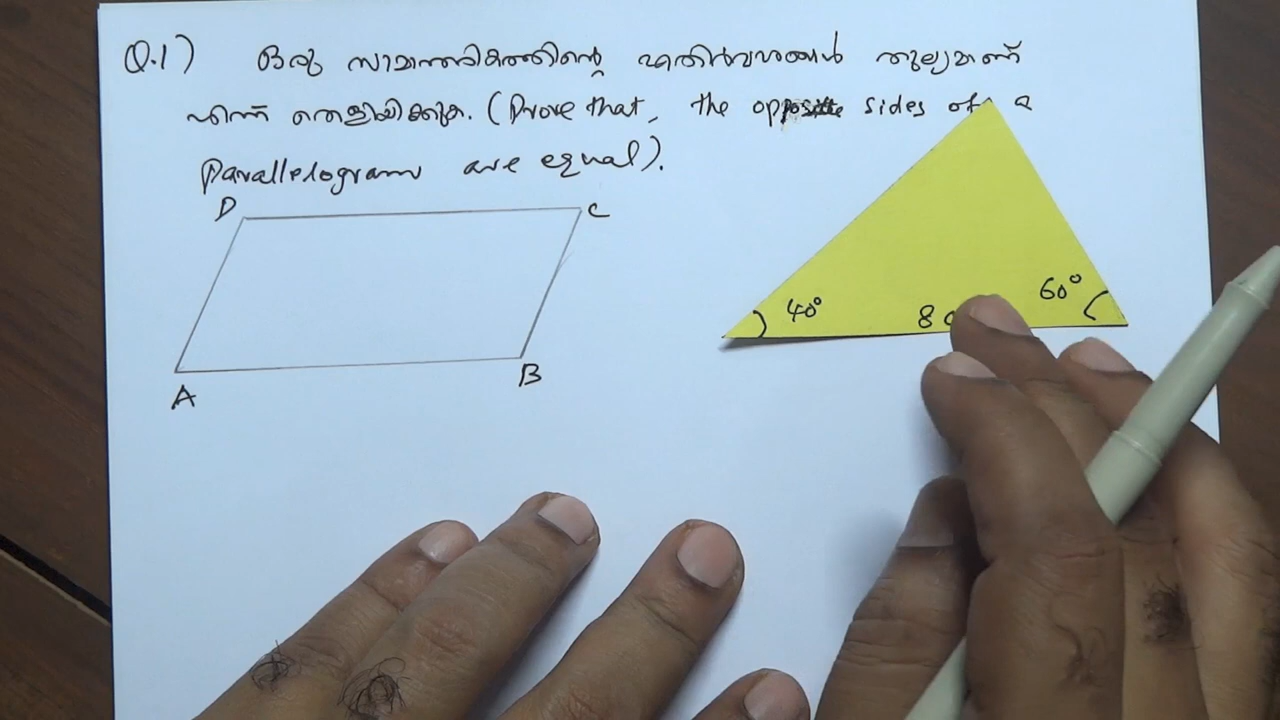 Q.1) ഒരു സാമാന്തരികത്തിന്റെ എതിർവശങ്ങൾ തുല്യമാണ്
എന്ന് തെളിയിക്കുക. (Prove that, the opposite sides of a
Parallelogram are equal).
D C
A B
40° 8 60°